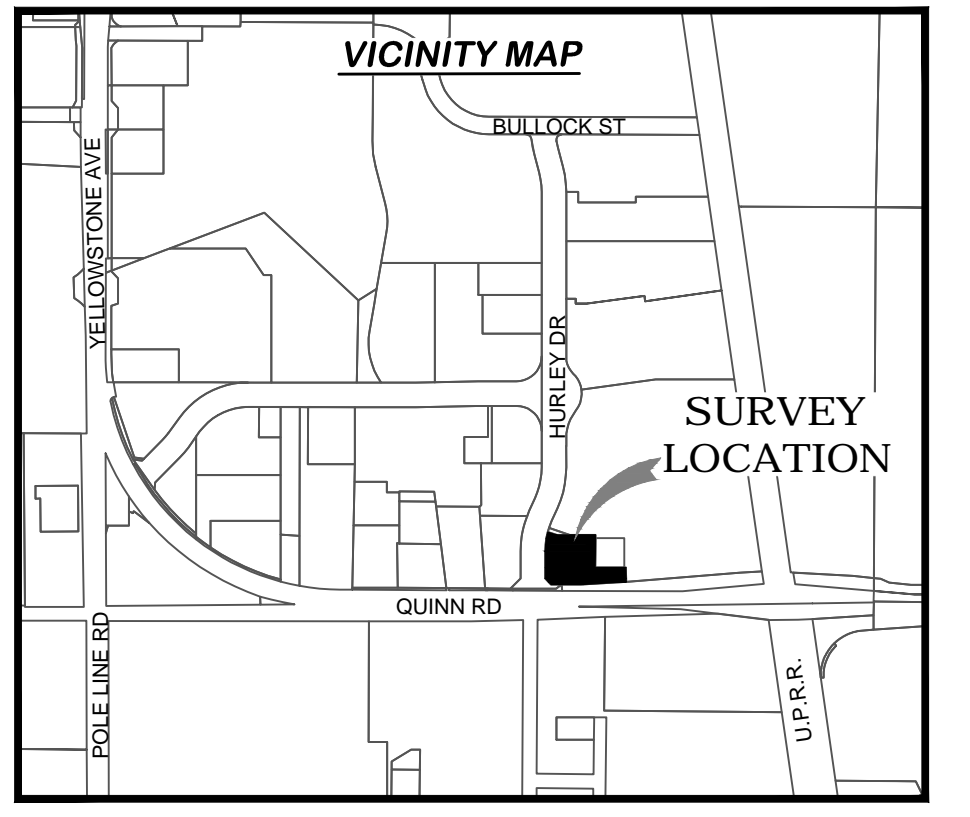 VICINITY MAP
BULLOCK ST
YELLOWSTONE AVE
HURLEY DR
SURVEY
LOCATION
QUINN RD
POLE LINE RD
U.P.R.R.